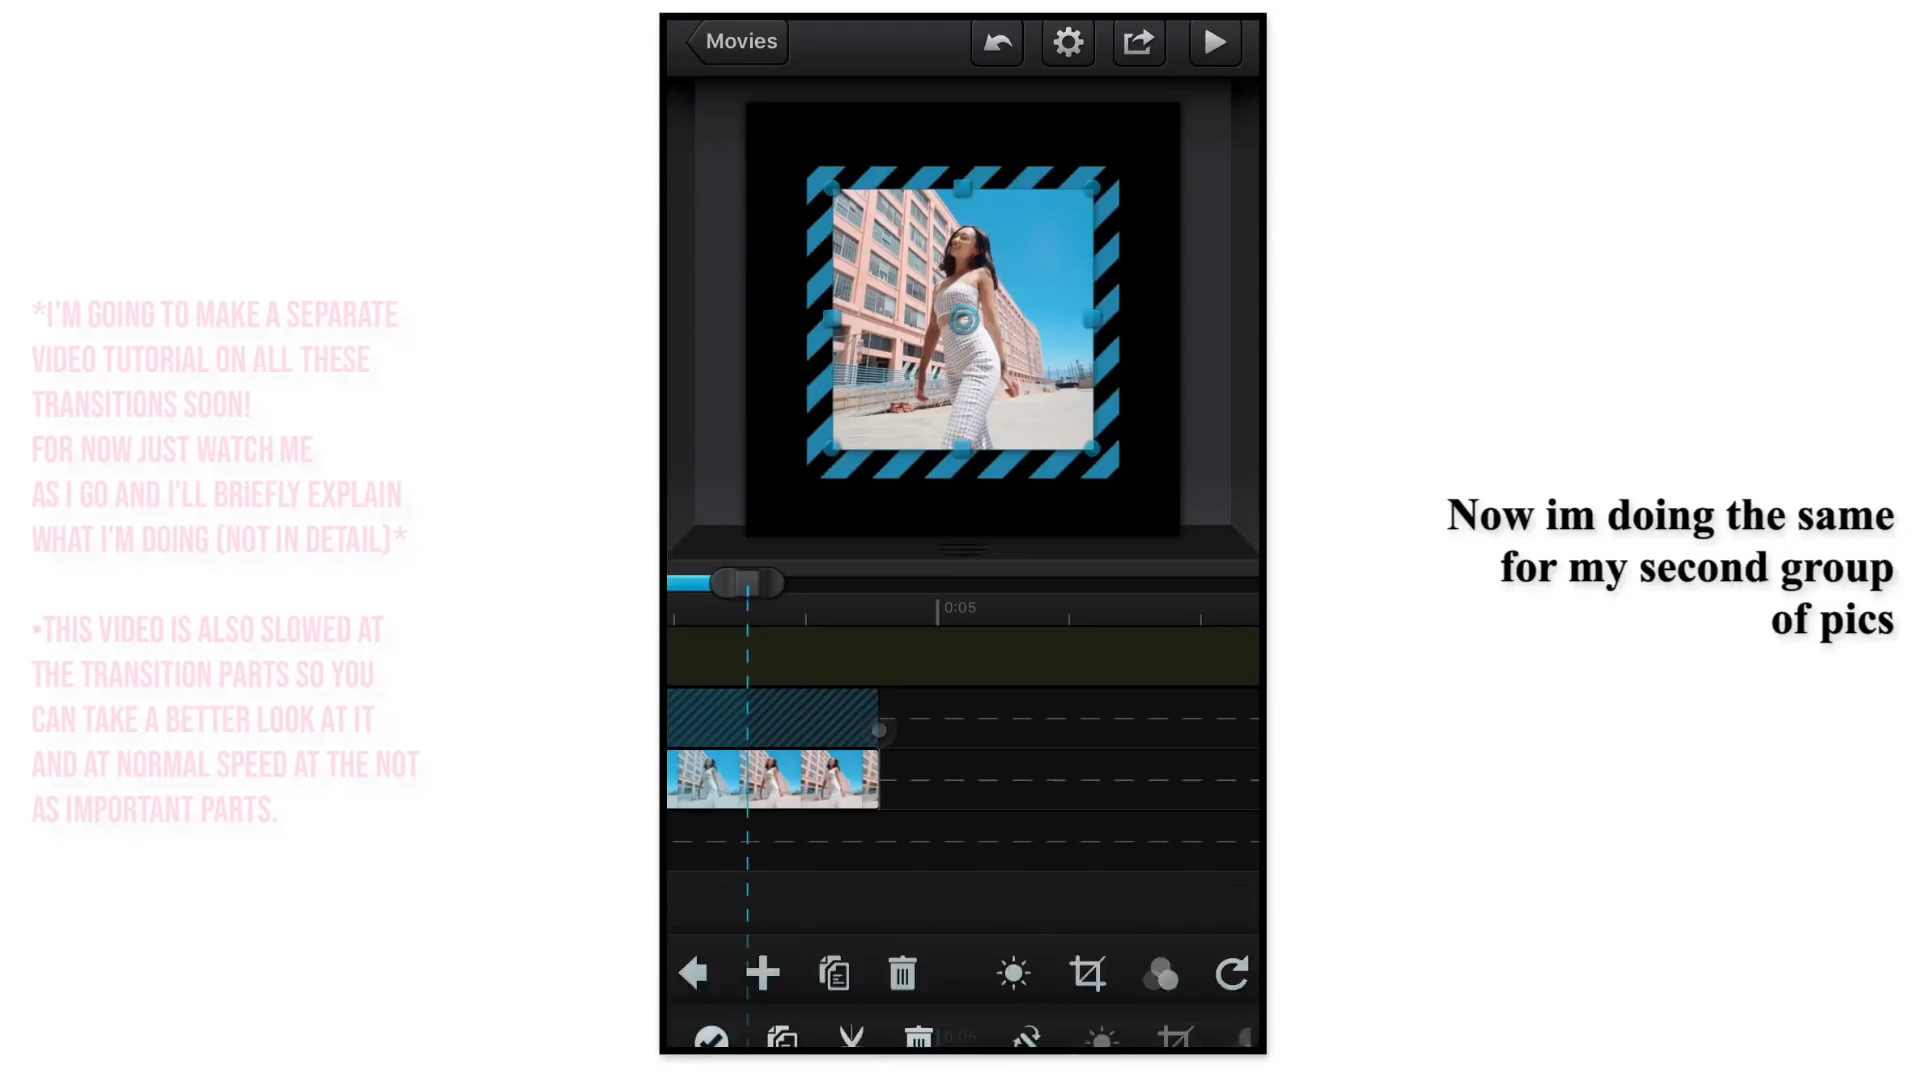 Movies
*I'M GOING TO MAKE A SEPARATE
VIDEO TUTORIAL ON ALL THESE
TRANSITIONS SOON!
FOR NOW JUST WATCH ME
AS I GO AND I'LL BRIEFLY EXPLAIN
WHAT I'M DOING (NOT IN DETAIL)*
•THIS VIDEO IS ALSO SLOWED AT
THE TRANSITION PARTS SO YOU
CAN TAKE A BETTER LOOK AT IT
AND AT NORMAL SPEED AT THE NOT
AS IMPORTANT PARTS.
Now im doing the same
for my second group
of pics
0:05
0:05